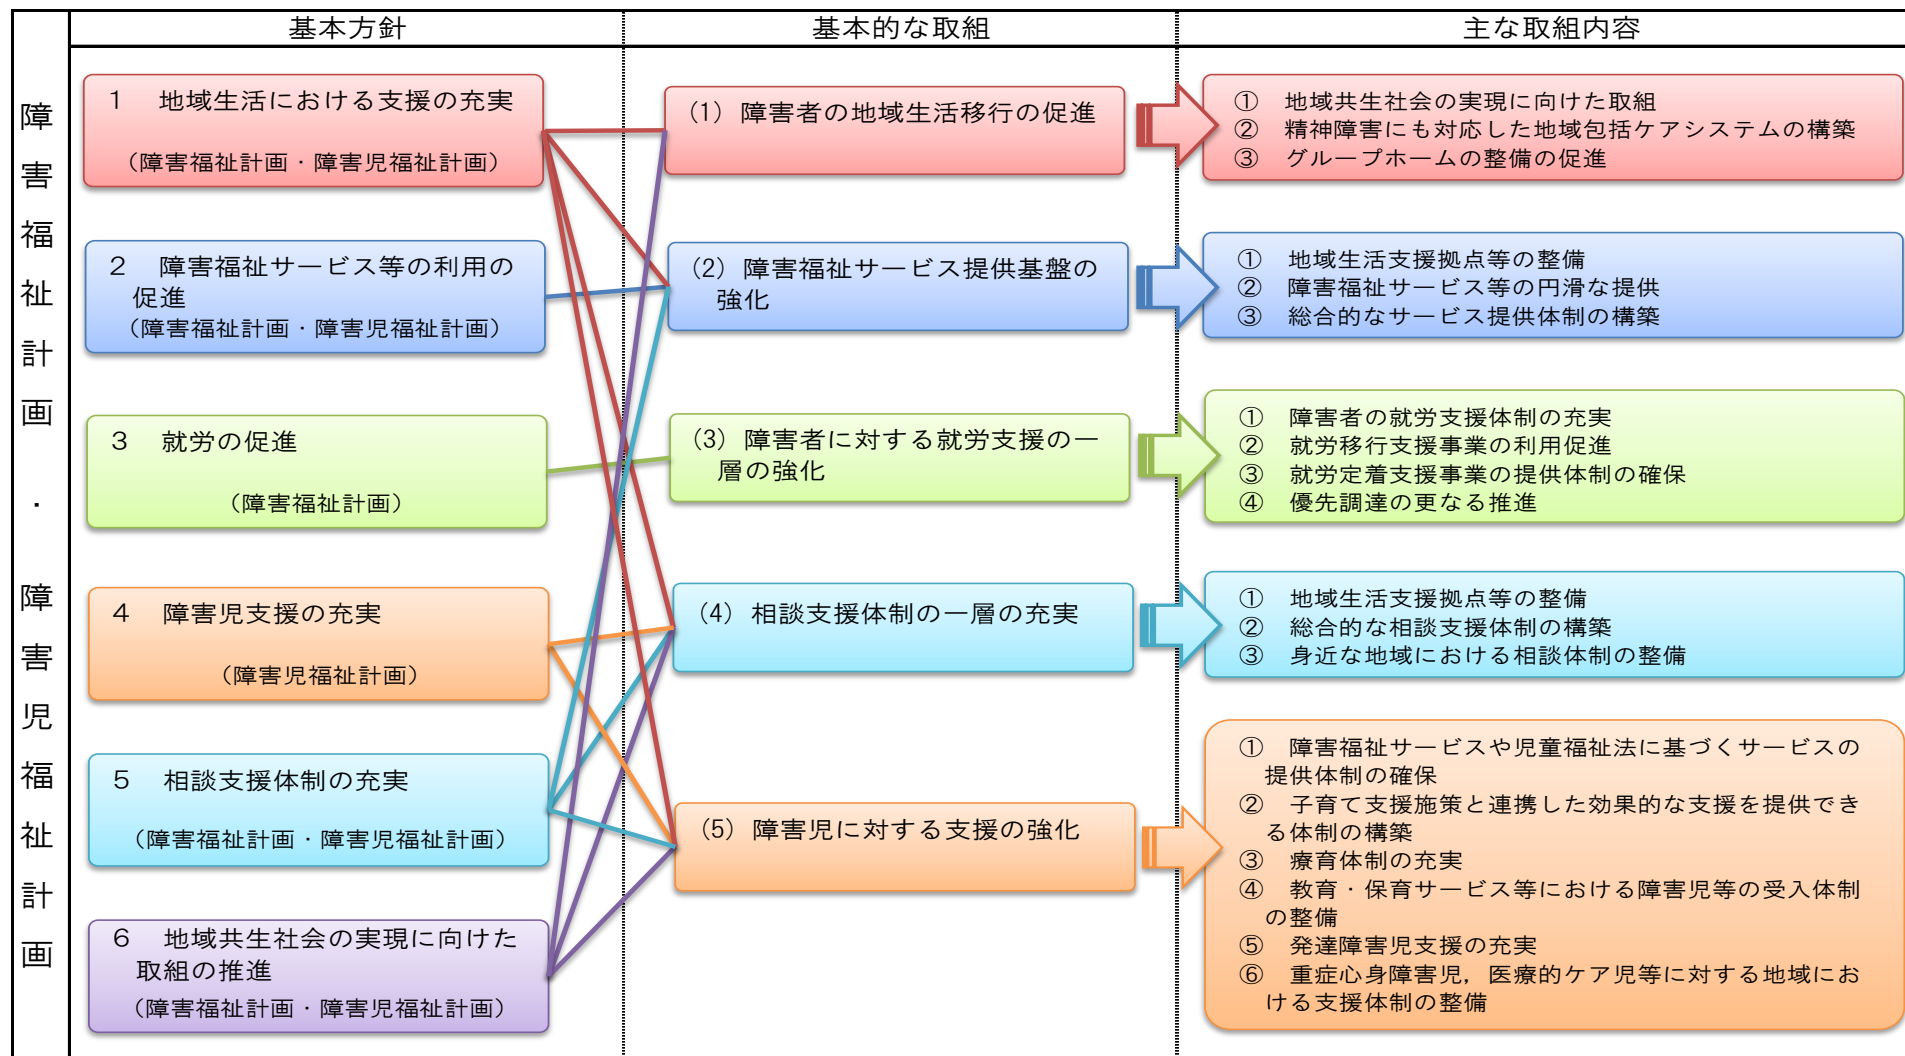 基本方針
基本的な取組
主な取組内容
障害福祉計画・障害児福祉計画
1　地域生活における支援の充実
（障害福祉計画・障害児福祉計画）
2　障害福祉サービス等の利用の
促進
（障害福祉計画・障害児福祉計画）
3　就労の促進
（障害福祉計画）
4　障害児支援の充実
（障害児福祉計画）
5　相談支援体制の充実
（障害福祉計画・障害児福祉計画）
6　地域共生社会の実現に向けた
取組の推進
（障害福祉計画・障害児福祉計画）
(1) 障害者の地域生活移行の促進
(2) 障害福祉サービス提供基盤の
強化
(3) 障害者に対する就労支援の一
層の強化
(4) 相談支援体制の一層の充実
(5) 障害児に対する支援の強化
①　地域共生社会の実現に向けた取組
②　精神障害にも対応した地域包括ケアシステムの構築
③　グループホームの整備の促進
①　地域生活支援拠点等の整備
②　障害福祉サービス等の円滑な提供
③　総合的なサービス提供体制の構築
①　障害者の就労支援体制の充実
②　就労移行支援事業の利用促進
③　就労定着支援事業の提供体制の確保
④　優先調達の更なる推進
①　地域生活支援拠点等の整備
②　総合的な相談支援体制の構築
③　身近な地域における相談体制の整備
①　障害福祉サービスや児童福祉法に基づくサービスの
提供体制の確保
②　子育て支援施策と連携した効果的な支援を提供でき
る体制の構築
③　療育体制の充実
④　教育・保育サービス等における障害児等の受入体制
の整備
⑤　発達障害児支援の充実
⑥　重症心身障害児，医療的ケア児等に対する地域にお
ける支援体制の整備